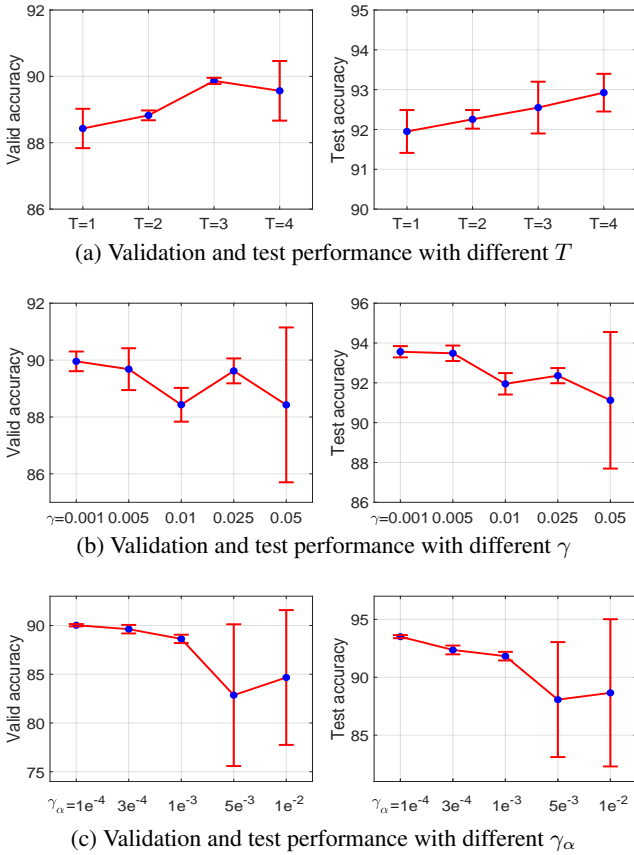 92
90
88
86
Valid accuracy
T=1 T=2 T=3 T=4
95
94
93
92
91
90
Test accuracy
T=1 T=2 T=3 T=4
(a) Validation and test performance with different T
92
90
88
86
Valid accuracy
γ=0.001 0.005 0.01 0.025 0.05
96
94
92
90
88
86
Test accuracy
γ=0.001 0.005 0.01 0.025 0.05
(b) Validation and test performance with different γ
90
85
80
75
Valid accuracy
γα=1e⁻⁴ 3e⁻⁴ 1e⁻³ 5e⁻³ 1e⁻²
95
90
85
Test accuracy
γα=1e⁻⁴ 3e⁻⁴ 1e⁻³ 5e⁻³ 1e⁻²
(c) Validation and test performance with different γα